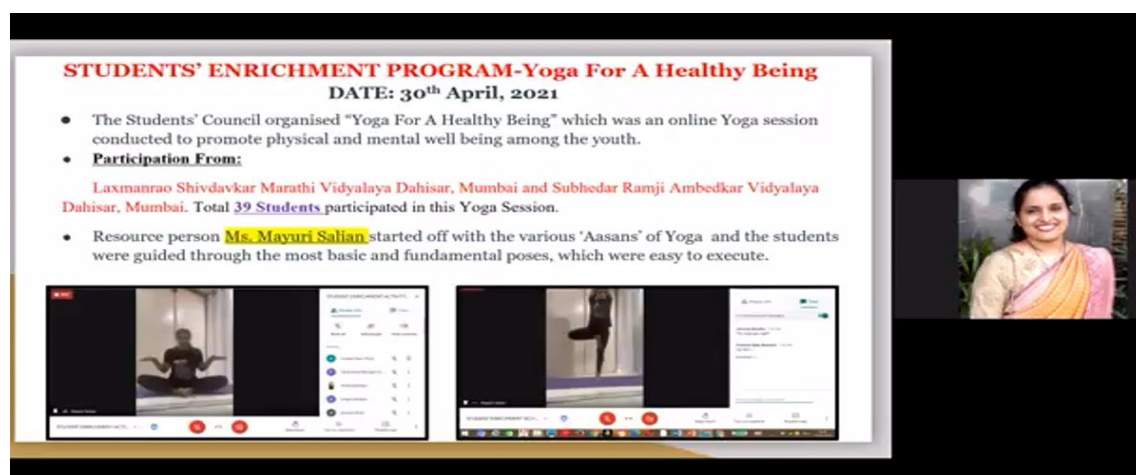 STUDENTS’ ENRICHMENT PROGRAM-Yoga For A Healthy Being
DATE: 30th April, 2021
● The Students’ Council organised “Yoga For A Healthy Being” which was an online Yoga session
conducted to promote physical and mental well being among the youth.
● Participation From:
Laxmanrao Shivdavkar Marathi Vidyalaya Dahisar, Mumbai and Subhedar Ramji Ambedkar Vidyalaya
Dahisar, Mumbai. Total 39 Students participated in this Yoga Session.
● Resource person Ms. Mayuri Salian started off with the various ‘Aasans’ of Yoga and the students
were guided through the most basic and fundamental poses, which were easy to execute.
STUDENT ENRICHMENT ACTIVITY...